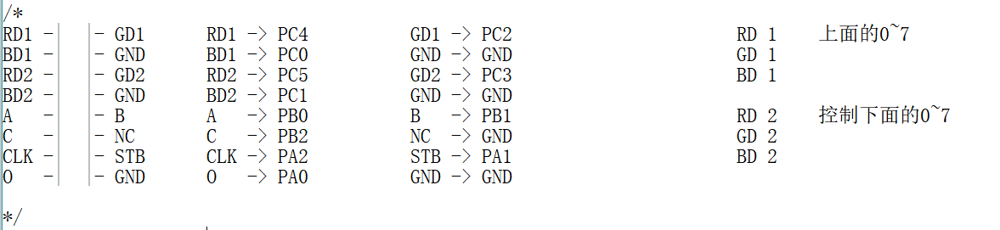 /*
RD1 - | | - GD1 RD1 -> PC4 GD1 -> PC2 RD 1 上面的0~7
BD1 - | | - GND BD1 -> PC0 GND -> GND GD 1
RD2 - | | - GD2 RD2 -> PC5 GD2 -> PC3 BD 1
BD2 - | | - GND BD2 -> PC1 GND -> GND
A - | | - B A -> PB0 B -> PB1 RD 2 控制下面的0~7
C - | | - NC C -> PB2 NC -> GND GD 2
CLK - | | - STB CLK -> PA2 STB -> PA1 BD 2
O - | | - GND O -> PA0 GND -> GND
*/